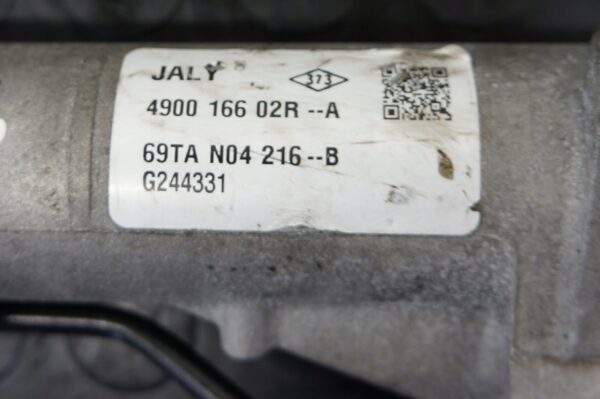 JALY 373
4900 166 02R --A
69TA N04 216--B
G244331